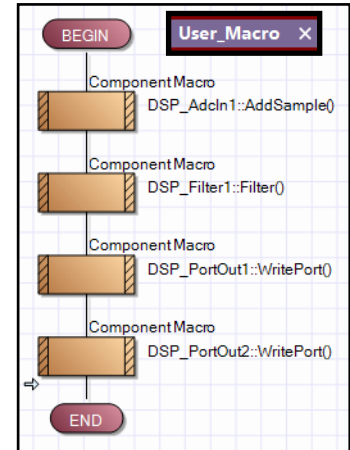 BEGIN
User_Macro ×
Component Macro
DSP_AdcIn1::AddSample()
Component Macro
DSP_Filter1::Filter()
Component Macro
DSP_PortOut1::WritePort()
Component Macro
DSP_PortOut2::WritePort()
END